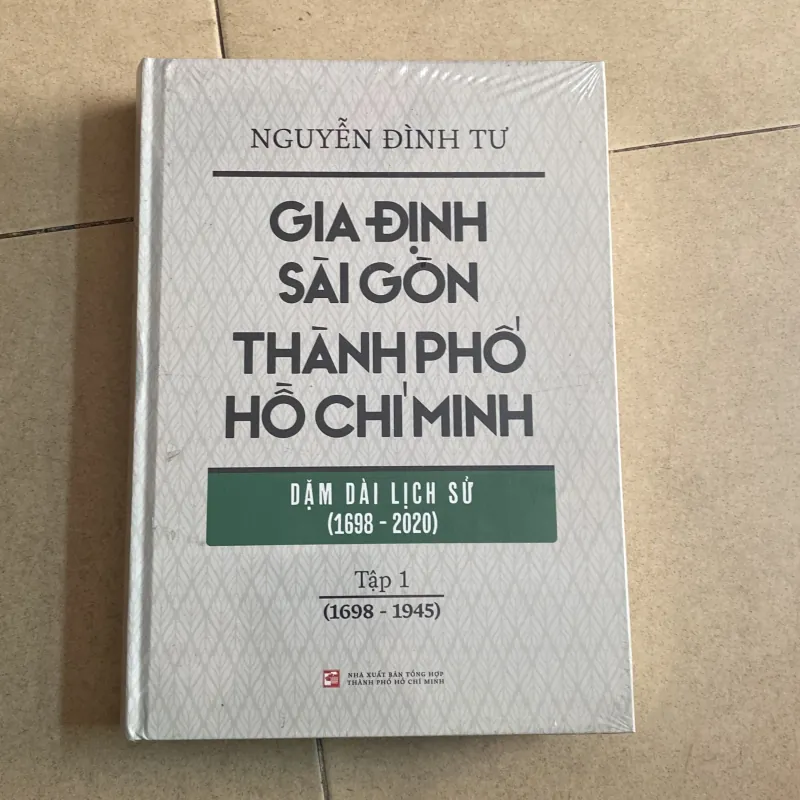 NGUYỄN ĐÌNH TƯ
GIA ĐỊNH
SÀI GÒN
THÀNH PHỐ
HỒ CHÍ MINH
DẶM DÀI LỊCH SỬ
(1698 - 2020)
Tập 1
(1698 - 1945)
NHÀ XUẤT BẢN TỔNG HỢP
THÀNH PHỐ HỒ CHÍ MINH